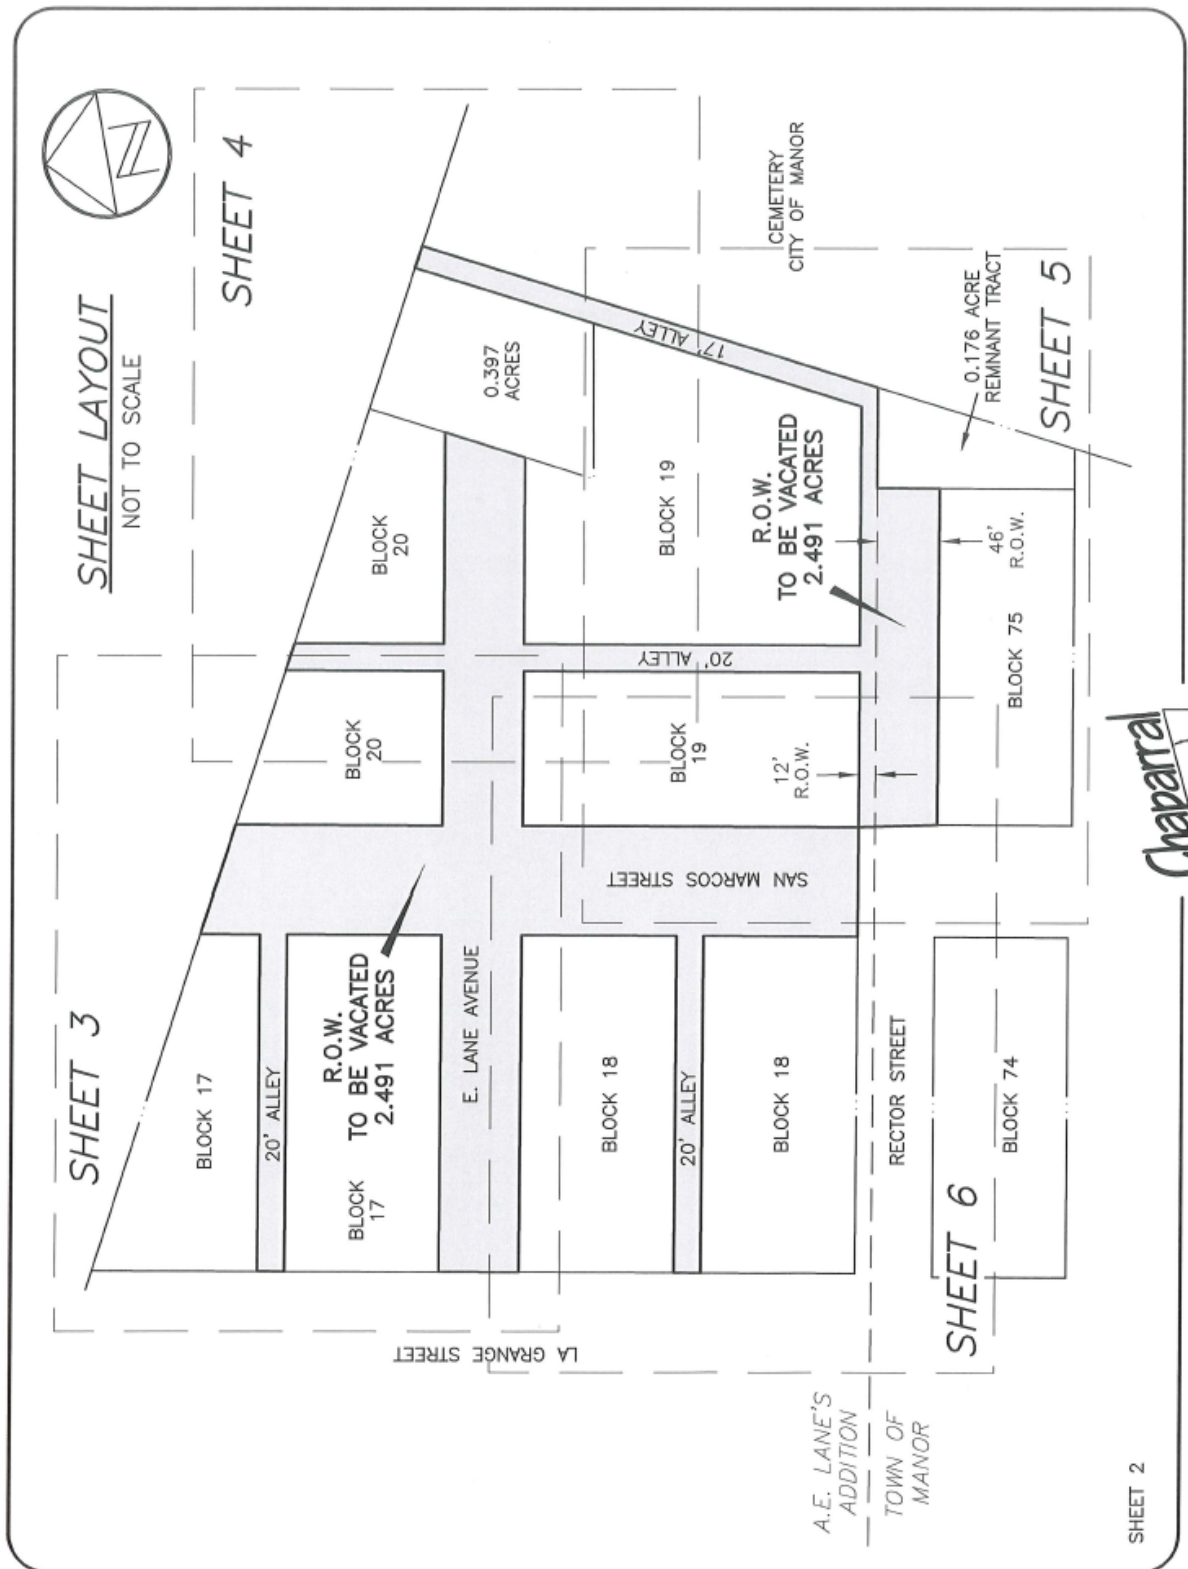 SHEET LAYOUT
NOT TO SCALE
N
SHEET 3
SHEET 4
BLOCK 17
20' ALLEY
BLOCK
17
R.O.W.
TO BE VACATED
2.491 ACRES
BLOCK
20
BLOCK
20
0.397
ACRES
E. LANE AVENUE
LA GRANGE STREET
BLOCK 18
20' ALLEY
BLOCK 18
SAN MARCOS STREET
BLOCK
19
12'
R.O.W.
20' ALLEY
BLOCK 19
17' ALLEY
R.O.W.
TO BE VACATED
2.491 ACRES
CEMETERY
CITY OF MANOR
A.E. LANE'S
ADDITION
TOWN OF
MANOR
RECTOR STREET
SHEET 6
BLOCK 74
BLOCK 75
46'
R.O.W.
0.176 ACRE
REMNANT TRACT
SHEET 5
SHEET 2
Chaparral